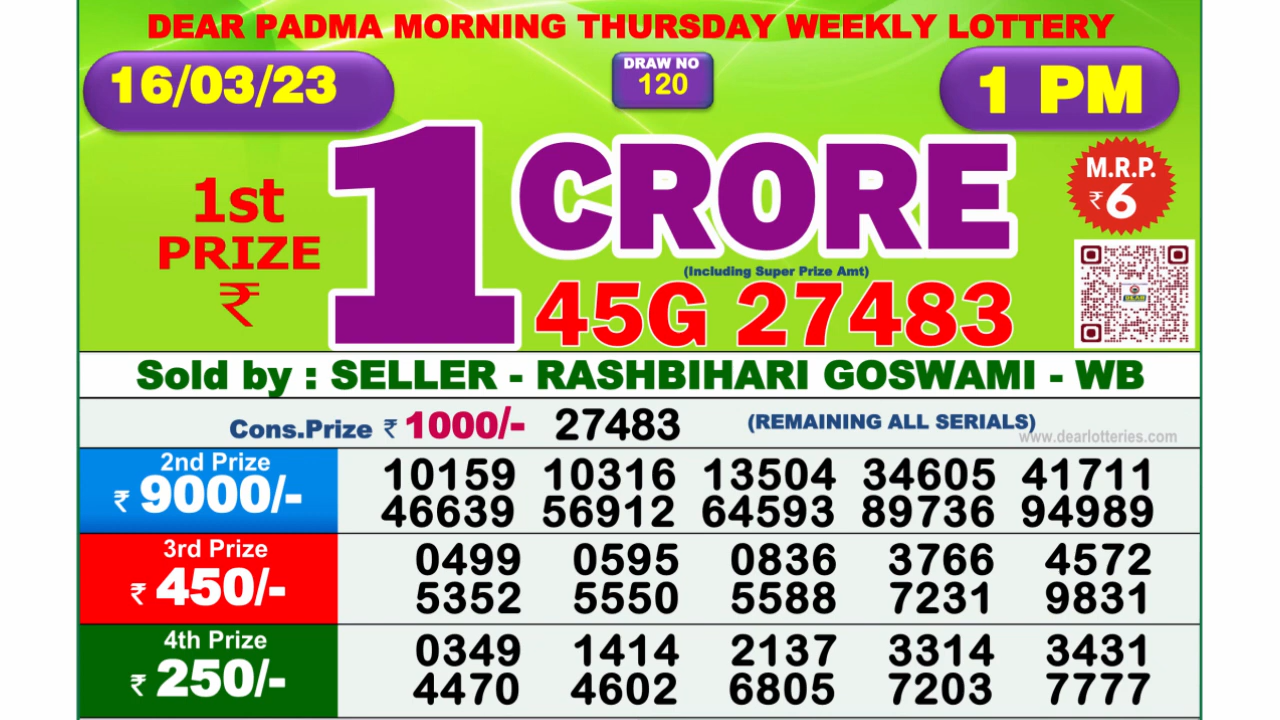 DEAR PADMA MORNING THURSDAY WEEKLY LOTTERY
16/03/23
DRAW NO
120
1 PM
1st
PRIZE
₹
1 CRORE
(Including Super Prize Amt)
45G 27483
M.R.P.
₹6
DEAR
Sold by : SELLER - RASHBIHARI GOSWAMI - WB
Cons.Prize ₹ 1000/- 27483 (REMAINING ALL SERIALS)
www.dearlotteries.com
2nd Prize
₹ 9000/-
10159 10316 13504 34605 41711
46639 56912 64593 89736 94989
3rd Prize
₹ 450/-
0499 0595 0836 3766 4572
5352 5550 5588 7231 9831
4th Prize
₹ 250/-
0349 1414 2137 3314 3431
4470 4602 6805 7203 7777